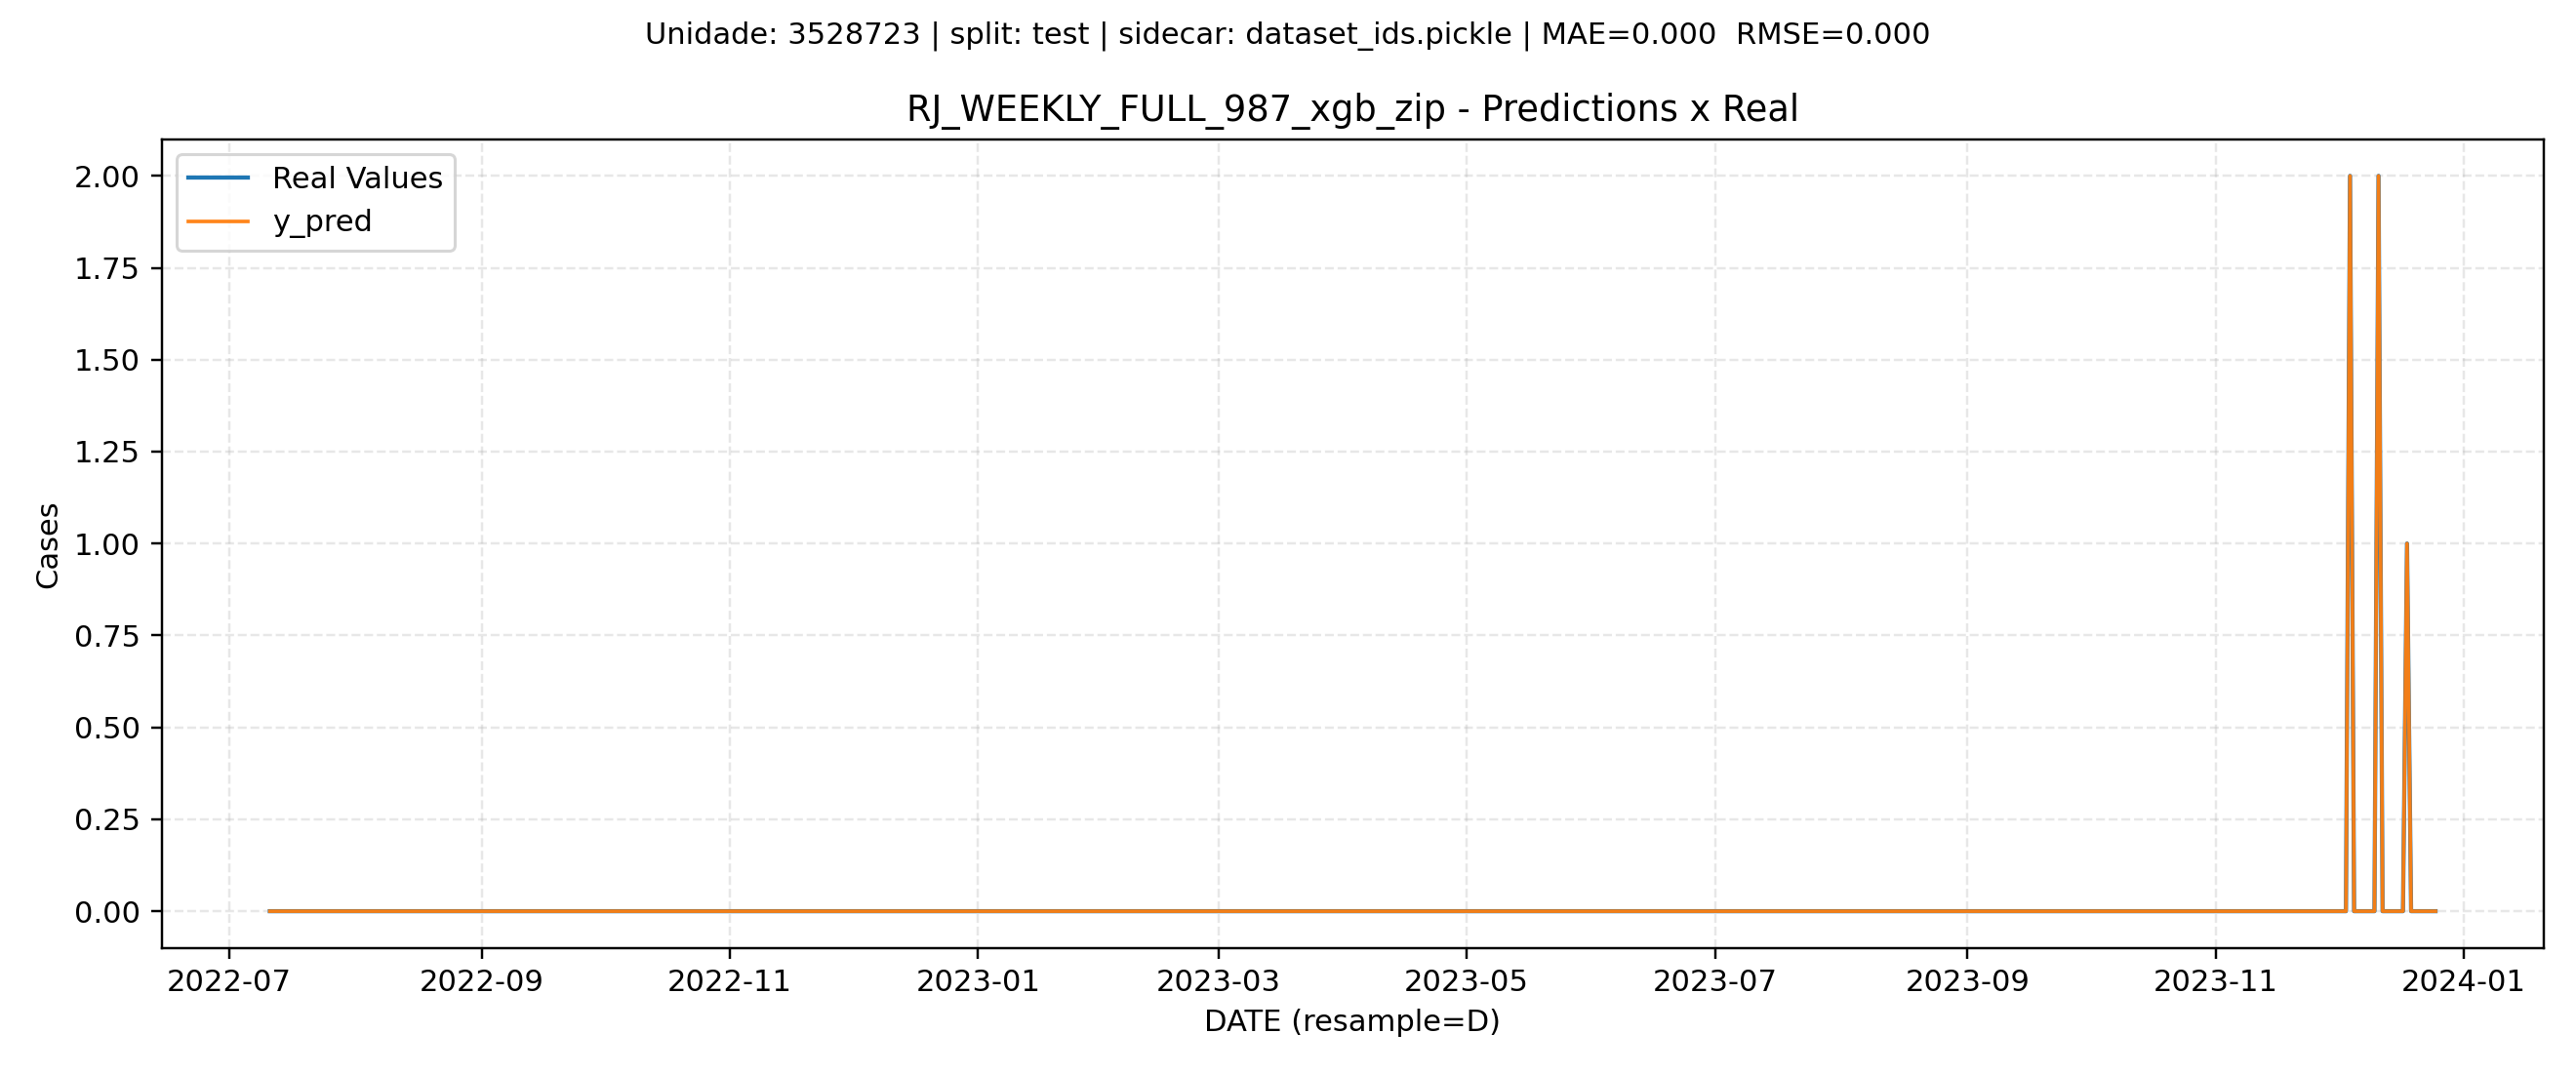 Unidade: 3528723 | split: test | sidecar: dataset_ids.pickle | MAE=0.000  RMSE=0.000
RJ_WEEKLY_FULL_987_xgb_zip - Predictions x Real
Real Values
y_pred
2.00
1.75
1.50
1.25
1.00
0.75
0.50
0.25
0.00
Cases
2022-07 2022-09 2022-11 2023-01 2023-03 2023-05 2023-07 2023-09 2023-11 2024-01
DATE (resample=D)